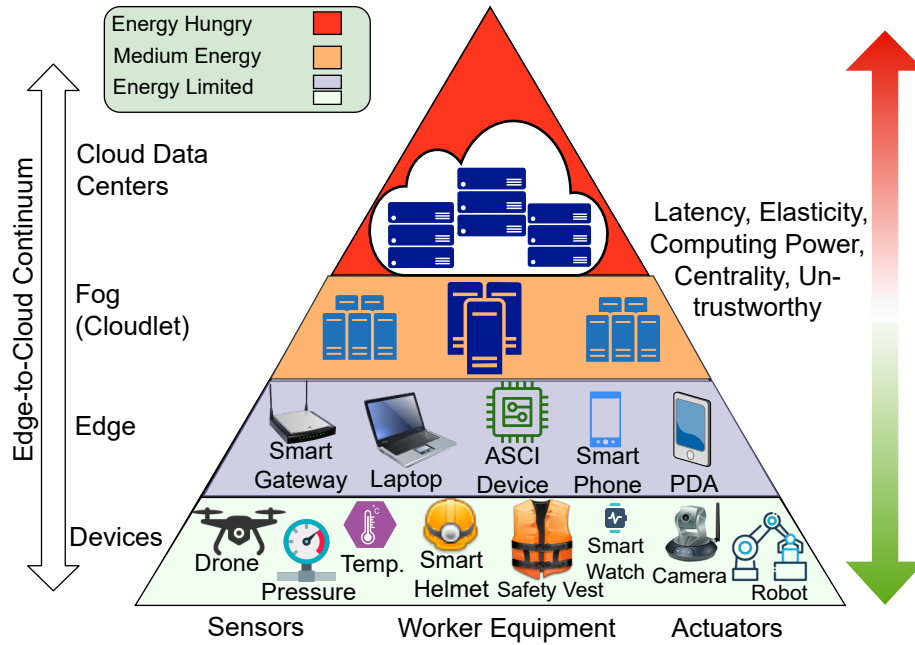 Energy Hungry
Medium Energy
Energy Limited
Edge-to-Cloud Continuum
Cloud Data
Centers
Fog
(Cloudlet)
Edge
Devices
Latency, Elasticity,
Computing Power,
Centrality, Un-
trustworthy
Smart
Gateway
Laptop
ASCI
Device
Smart
Phone
PDA
Drone
Pressure
°C
Temp.
Smart
Helmet
Safety Vest
Smart
Watch
Camera
Robot
Sensors
Worker Equipment
Actuators